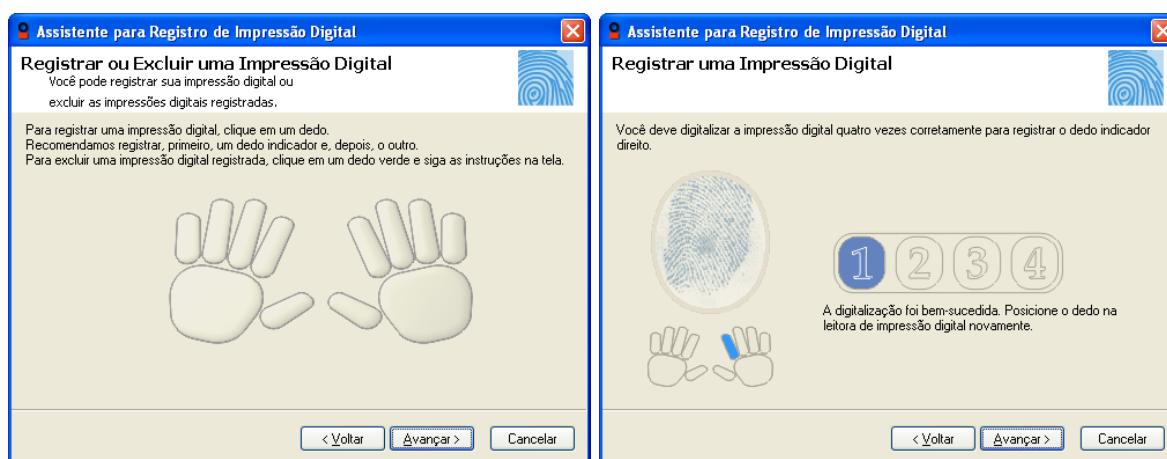 Assistente para Registro de Impressão Digital
Registrar ou Excluir uma Impressão Digital
Você pode registrar sua impressão digital ou
excluir as impressões digitais registradas.
Para registrar uma impressão digital, clique em um dedo.
Recomendamos registrar, primeiro, um dedo indicador e, depois, o outro.
Para excluir uma impressão digital registrada, clique em um dedo verde e siga as instruções na tela.
< Voltar
Avançar >
Cancelar
Assistente para Registro de Impressão Digital
Registrar uma Impressão Digital
Você deve digitalizar a impressão digital quatro vezes corretamente para registrar o dedo indicador
direito.
1 2 3 4
A digitalização foi bem-sucedida. Posicione o dedo na
leitora de impressão digital novamente.
< Voltar
Avançar >
Cancelar